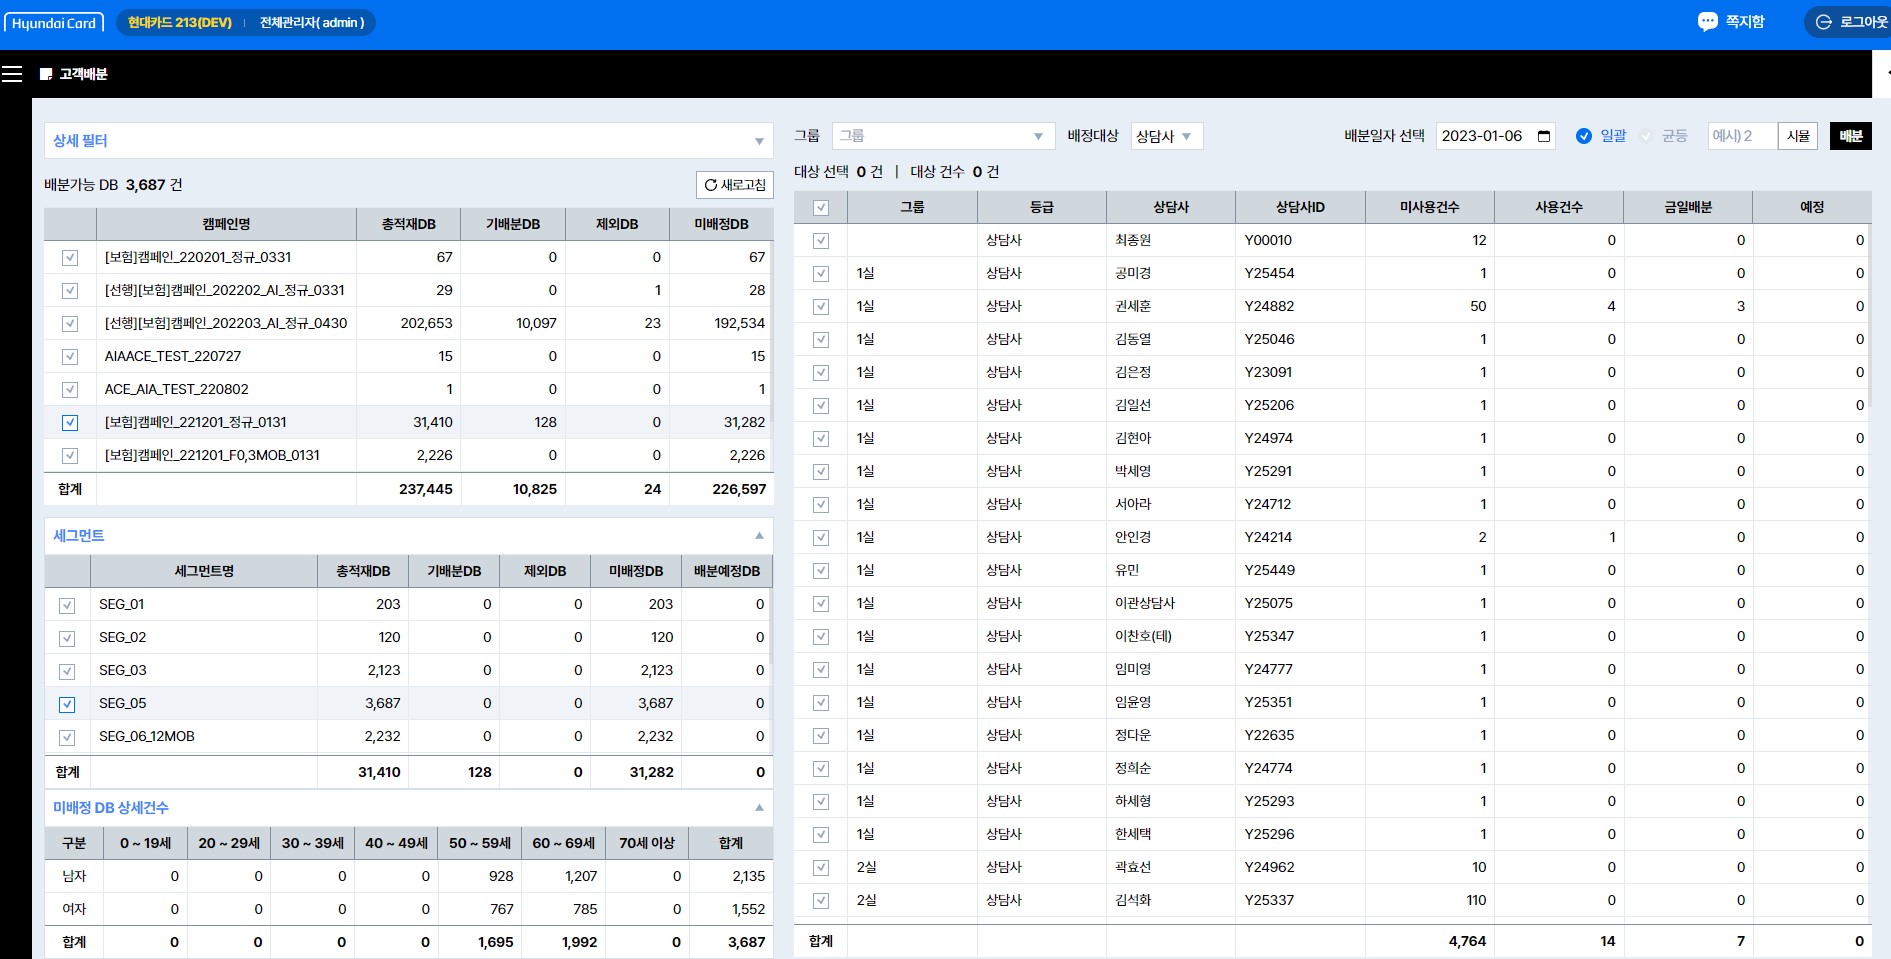 Hyundai Card 현대카드 213(DEV) 전체관리자( admin ) 쪽지함 로그아웃
고객배분
상세 필터
배분가능 DB 3,687 건 새로고침
캠페인명 총적재DB 기배분DB 제외DB 미배정DB
[보험]캠페인_220201_정규_0331 67 0 0 67
[선행][보험]캠페인_202202_AI_정규_0331 29 0 1 28
[선행][보험]캠페인_202203_AI_정규_0430 202,653 10,097 23 192,534
AIAACE_TEST_220727 15 0 0 15
ACE_AIA_TEST_220802 1 0 0 1
[보험]캠페인_221201_정규_0131 31,410 128 0 31,282
[보험]캠페인_221201_F0,3MOB_0131 2,226 0 0 2,226
합계 237,445 10,825 24 226,597
세그먼트
세그먼트명 총적재DB 기배분DB 제외DB 미배정DB 배분예정DB
SEG_01 203 0 0 203 0
SEG_02 120 0 0 120 0
SEG_03 2,123 0 0 2,123 0
SEG_05 3,687 0 0 3,687 0
SEG_06_12MOB 2,232 0 0 2,232 0
합계 31,410 128 0 31,282 0
미배정 DB 상세건수
구분 0 ~ 19세 20 ~ 29세 30 ~ 39세 40 ~ 49세 50 ~ 59세 60 ~ 69세 70세 이상 합계
남자 0 0 0 0 928 1,207 0 2,135
여자 0 0 0 0 767 785 0 1,552
합계 0 0 0 0 1,695 1,992 0 3,687
그룹 그룹 배정대상 상담사 배분일자 선택 2023-01-06 일괄 균등 예시) 2 시뮬 배분
대상 선택 0 건 | 대상 건수 0 건
그룹 등급 상담사 상담사ID 미사용건수 사용건수 금일배분 예정
상담사 최종원 Y00010 12 0 0 0
1실 상담사 공미경 Y25454 1 0 0 0
1실 상담사 권세훈 Y24882 50 4 3 0
1실 상담사 김동열 Y25046 1 0 0 0
1실 상담사 김은정 Y23091 1 0 0 0
1실 상담사 김일선 Y25206 1 0 0 0
1실 상담사 김현아 Y24974 1 0 0 0
1실 상담사 박세영 Y25291 1 0 0 0
1실 상담사 서아라 Y24712 1 0 0 0
1실 상담사 안인경 Y24214 2 1 0 0
1실 상담사 유민 Y25449 1 0 0 0
1실 상담사 이관상담사 Y25075 1 0 0 0
1실 상담사 이찬호(테) Y25347 1 0 0 0
1실 상담사 임미영 Y24777 1 0 0 0
1실 상담사 임윤영 Y25351 1 0 0 0
1실 상담사 정다운 Y22635 1 0 0 0
1실 상담사 정희순 Y24774 1 0 0 0
1실 상담사 하세형 Y25293 1 0 0 0
1실 상담사 한세택 Y25296 1 0 0 0
2실 상담사 곽효선 Y24962 10 0 0 0
2실 상담사 김석화 Y25337 110 0 0 0
합계 4,764 14 7 0